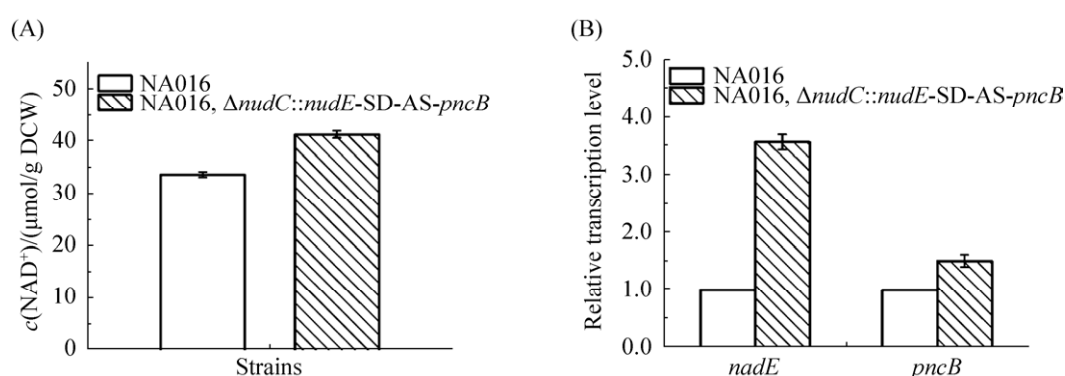 (A)
50
40
30
20
10
0
c(NAD⁺)/(μmol/g DCW)
NA016
NA016, ΔnudC::nudE-SD-AS-pncB
Strains
(B)
5.0
4.0
3.0
2.0
1.0
0.0
Relative transcription level
NA016
NA016, ΔnudC::nudE-SD-AS-pncB
nadE pncB